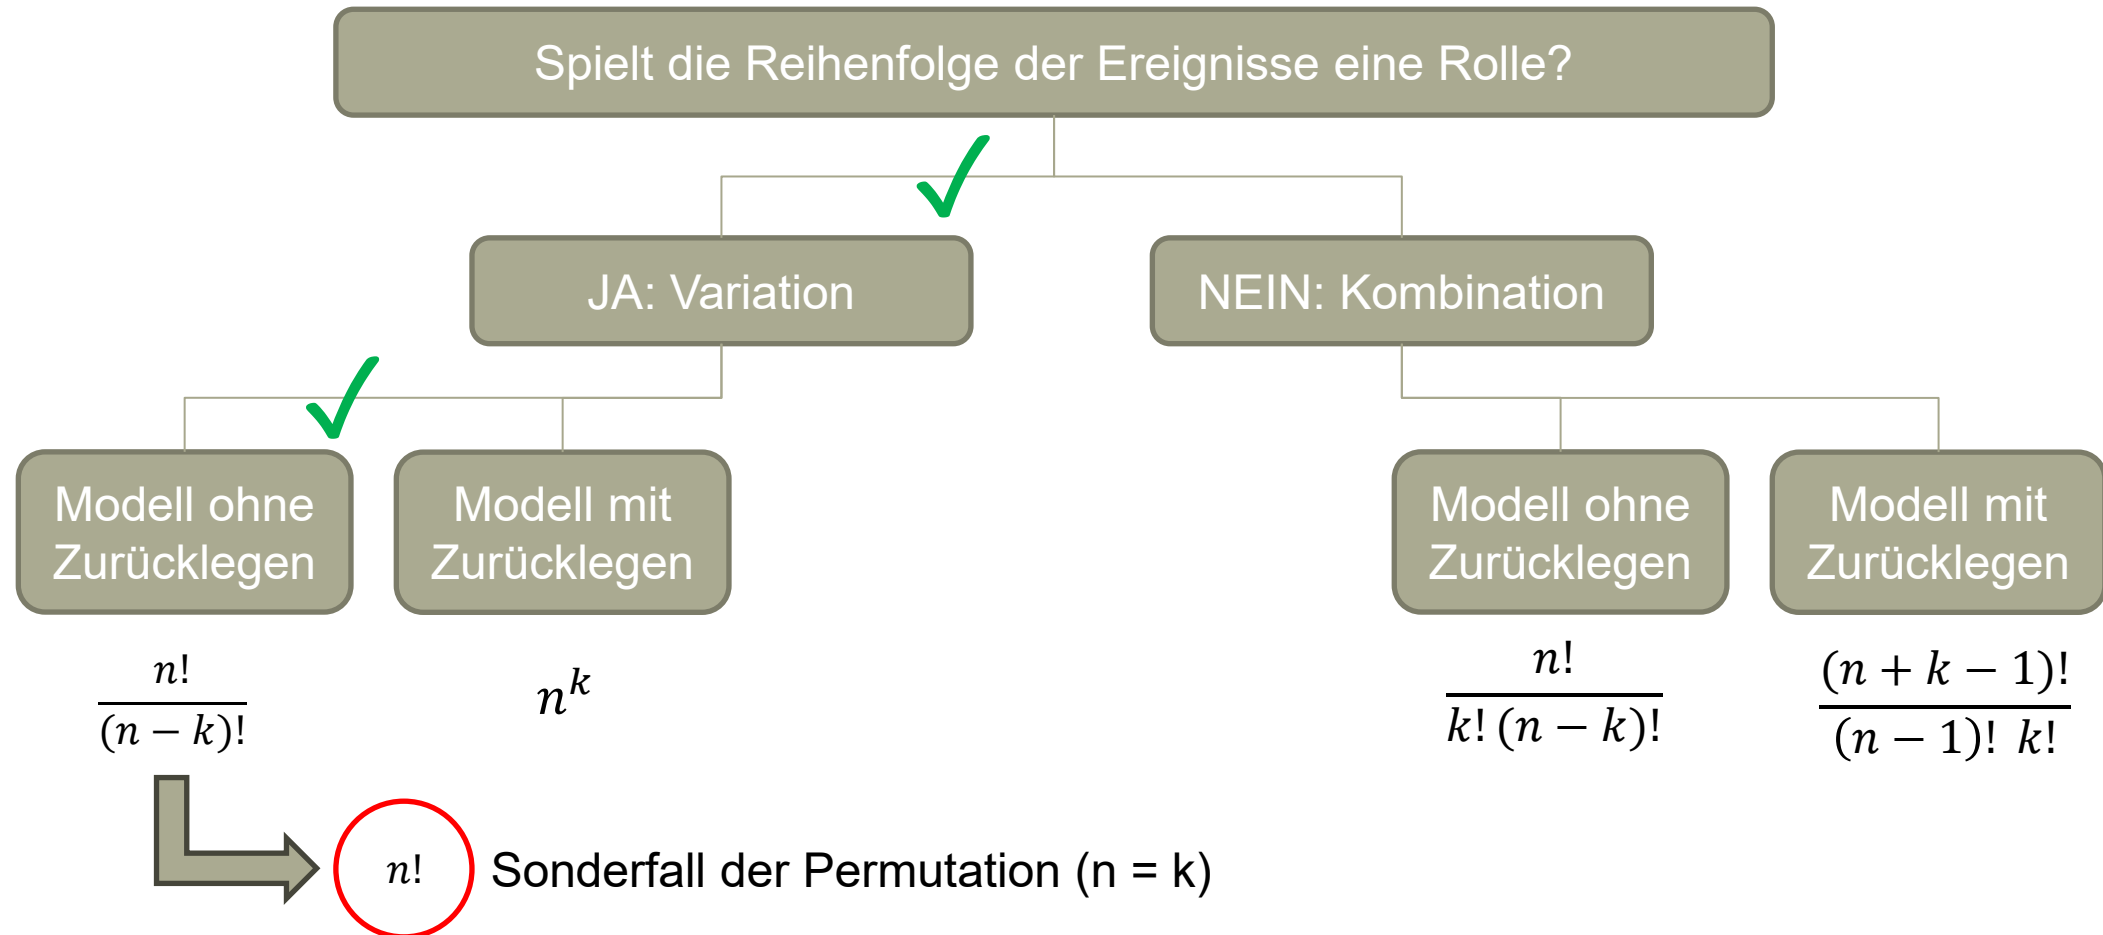 Spielt die Reihenfolge der Ereignisse eine Rolle?
JA: Variation
NEIN: Kombination
Modell ohne
Zurücklegen
Modell mit
Zurücklegen
Modell ohne
Zurücklegen
Modell mit
Zurücklegen
n!
(n − k)!
n^k
n!
k! (n − k)!
(n + k − 1)!
(n − 1)! k!
n!
Sonderfall der Permutation (n = k)